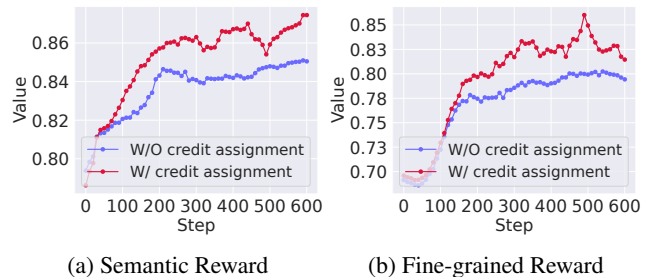 Value
0.86
0.84
0.82
0.80
W/O credit assignment
W/ credit assignment
0 100 200 300 400 500 600
Step
(a) Semantic Reward
Value
0.85
0.83
0.80
0.78
0.75
0.73
0.70
W/O credit assignment
W/ credit assignment
0 100 200 300 400 500 600
Step
(b) Fine-grained Reward